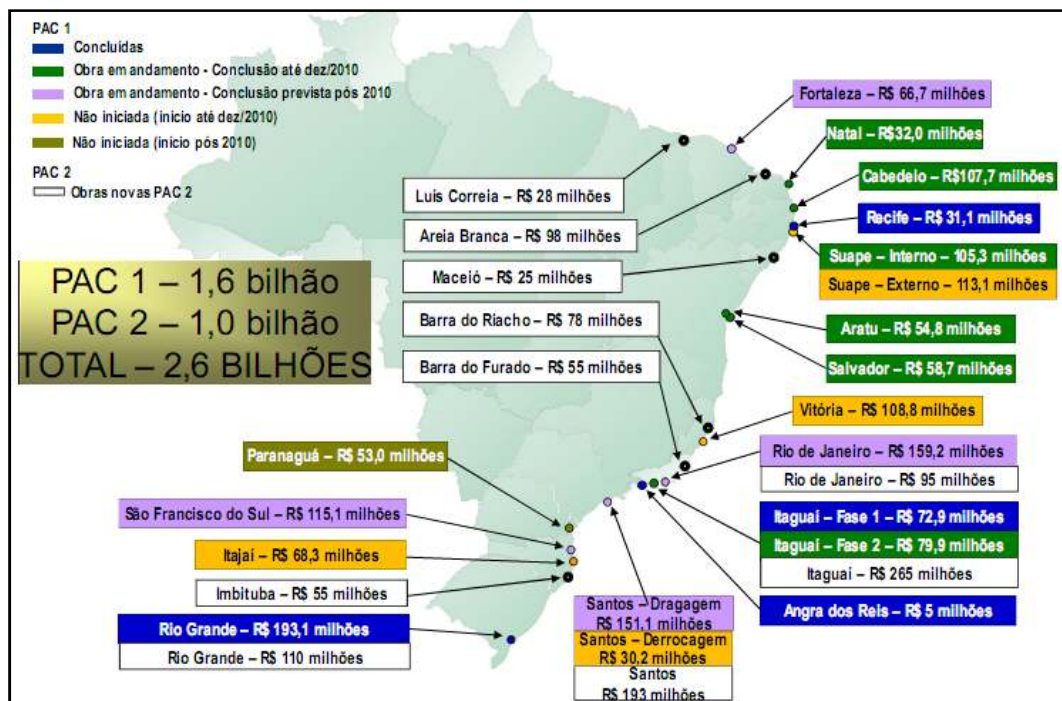 PAC 1
Concluídas
Obra em andamento - Conclusão até dez/2010
Obra em andamento - Conclusão prevista pós 2010
Não iniciada (início até dez/2010)
Não iniciada (início pós 2010)
PAC 2
Obras novas PAC 2
PAC 1 – 1,6 bilhão
PAC 2 – 1,0 bilhão
TOTAL – 2,6 BILHÕES
Luís Correia – R$ 28 milhões
Areia Branca – R$ 98 milhões
Maceió – R$ 25 milhões
Barra do Riacho – R$ 78 milhões
Barra do Furado – R$ 55 milhões
Fortaleza – R$ 66,7 milhões
Natal – R$32,0 milhões
Cabedelo – R$107,7 milhões
Recife – R$ 31,1 milhões
Suape – Interno – 105,3 milhões
Suape – Externo – 113,1 milhões
Aratu – R$ 54,8 milhões
Salvador – R$ 58,7 milhões
Vitória – R$ 108,8 milhões
Rio de Janeiro – R$ 159,2 milhões
Rio de Janeiro – R$ 95 milhões
Itaguaí – Fase 1 – R$ 72,9 milhões
Itaguaí – Fase 2 – R$ 79,9 milhões
Itaguaí – R$ 265 milhões
Angra dos Reis – R$ 5 milhões
Paranaguá – R$ 53,0 milhões
São Francisco do Sul – R$ 115,1 milhões
Itajaí – R$ 68,3 milhões
Imbituba – R$ 55 milhões
Rio Grande – R$ 193,1 milhões
Rio Grande – R$ 110 milhões
Santos – Dragagem
R$ 151,1 milhões
Santos – Derrocagem
R$ 30,2 milhões
Santos
R$ 193 milhões